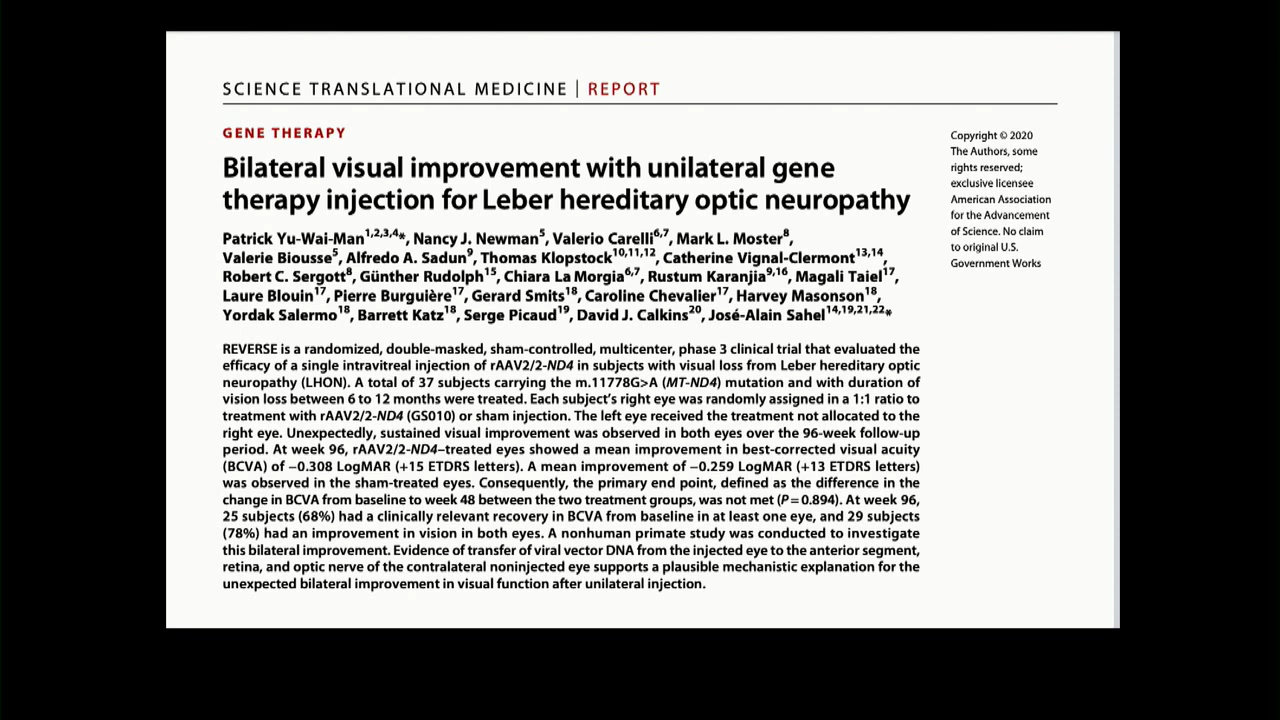 SCIENCE TRANSLATIONAL MEDICINE | REPORT
GENE THERAPY
Bilateral visual improvement with unilateral gene
therapy injection for Leber hereditary optic neuropathy
Patrick Yu-Wai-Man1,2,3,4*, Nancy J. Newman5, Valerio Carelli6,7, Mark L. Moster8,
Valerie Biousse5, Alfredo A. Sadun9, Thomas Klopstock10,11,12, Catherine Vignal-Clermont13,14,
Robert C. Sergott8, Günther Rudolph15, Chiara La Morgia6,7, Rustum Karanjia9,16, Magali Taiel17,
Laure Blouin17, Pierre Burguière17, Gerard Smits18, Caroline Chevalier17, Harvey Masonson18,
Yordak Salermo18, Barrett Katz18, Serge Picaud19, David J. Calkins20, José-Alain Sahel14,19,21,22*
REVERSE is a randomized, double-masked, sham-controlled, multicenter, phase 3 clinical trial that evaluated the
efficacy of a single intravitreal injection of rAAV2/2-ND4 in subjects with visual loss from Leber hereditary optic
neuropathy (LHON). A total of 37 subjects carrying the m.11778G>A (MT-ND4) mutation and with duration of
vision loss between 6 to 12 months were treated. Each subject's right eye was randomly assigned in a 1:1 ratio to
treatment with rAAV2/2-ND4 (GS010) or sham injection. The left eye received the treatment not allocated to the
right eye. Unexpectedly, sustained visual improvement was observed in both eyes over the 96-week follow-up
period. At week 96, rAAV2/2-ND4–treated eyes showed a mean improvement in best-corrected visual acuity
(BCVA) of −0.308 LogMAR (+15 ETDRS letters). A mean improvement of −0.259 LogMAR (+13 ETDRS letters)
was observed in the sham-treated eyes. Consequently, the primary end point, defined as the difference in the
change in BCVA from baseline to week 48 between the two treatment groups, was not met (P = 0.894). At week 96,
25 subjects (68%) had a clinically relevant recovery in BCVA from baseline in at least one eye, and 29 subjects
(78%) had an improvement in vision in both eyes. A nonhuman primate study was conducted to investigate
this bilateral improvement. Evidence of transfer of viral vector DNA from the injected eye to the anterior segment,
retina, and optic nerve of the contralateral noninjected eye supports a plausible mechanistic explanation for the
unexpected bilateral improvement in visual function after unilateral injection.
Copyright © 2020
The Authors, some
rights reserved;
exclusive licensee
American Association
for the Advancement
of Science. No claim
to original U.S.
Government Works